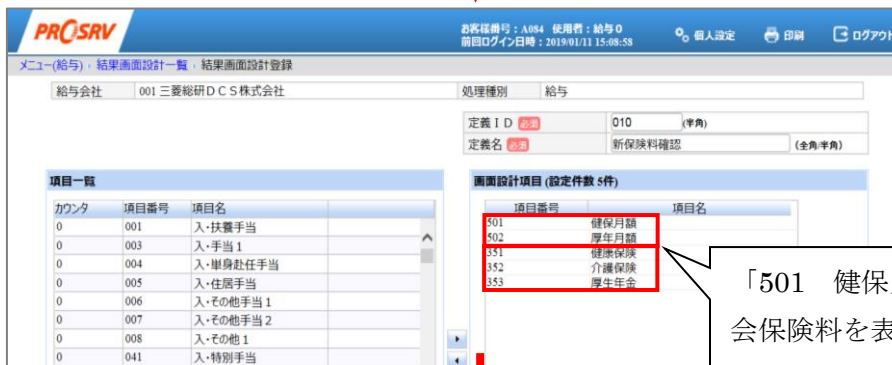 PROSRV
お客様番号：A084 使用者：給与0
前回ログイン日時：2019/01/11 15:08:58
個人設定
印刷
ログアウト
メニュー(給与)
結果画面設計一覧
結果画面設計登録
給与会社 001 三菱総研ＤＣＳ株式会社
処理種別 給与
定義ＩＤ 必須 010 (半角)
定義名 必須 新保険料確認 (全角/半角)
項目一覧
カウンタ 項目番号 項目名
0 001 入・扶養手当
0 003 入・手当１
0 004 入・単身赴任手当
0 005 入・住居手当
0 006 入・その他手当１
0 007 入・その他手当２
0 008 入・その他１
0 041 入・特別手当
画面設計項目 (設定件数 5件)
項目番号 項目名
501 健保月額
502 厚年月額
351 健康保険
352 介護保険
353 厚生年金
「501 健保
会保険料を表